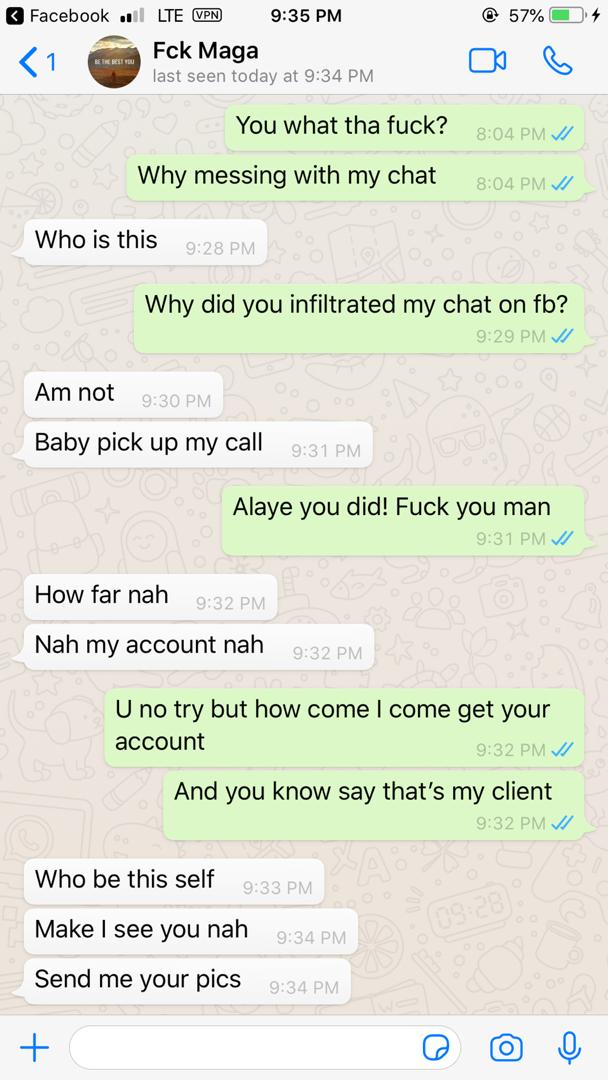 Facebook LTE VPN 9:35 PM 57%
1 Fck Maga
last seen today at 9:34 PM
BE THE BEST YOU
You what tha fuck? 8:04 PM
Why messing with my chat 8:04 PM
Who is this 9:28 PM
Why did you infiltrated my chat on fb?
9:29 PM
Am not 9:30 PM
Baby pick up my call 9:31 PM
Alaye you did! Fuck you man
9:31 PM
How far nah 9:32 PM
Nah my account nah 9:32 PM
U no try but how come I come get your
account 9:32 PM
And you know say that’s my client
9:32 PM
Who be this self 9:33 PM
Make I see you nah 9:34 PM
09:28
Send me your pics 9:34 PM